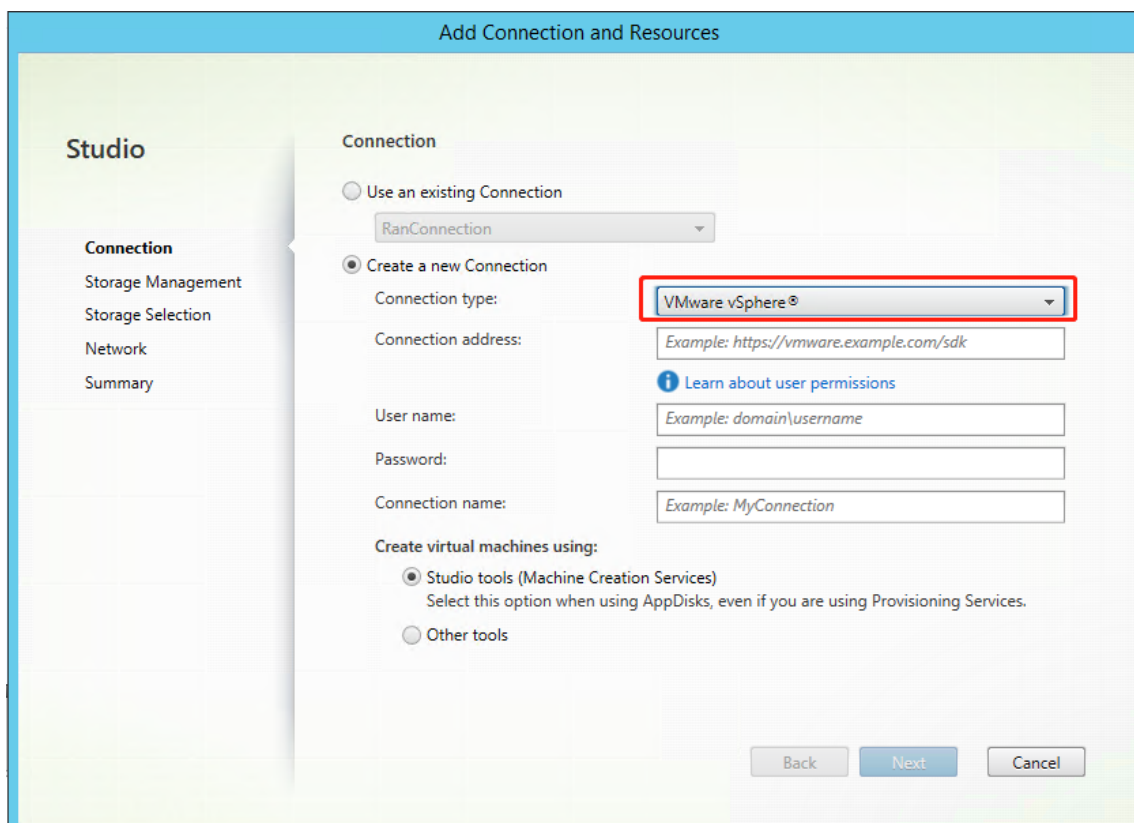 Add Connection and Resources
Studio
Connection
Storage Management
Storage Selection
Network
Summary
Connection
Use an existing Connection
RanConnection
Create a new Connection
Connection type:
VMware vSphere®
Connection address:
Example: https://vmware.example.com/sdk
Learn about user permissions
User name:
Example: domain\username
Password:
Connection name:
Example: MyConnection
Create virtual machines using:
Studio tools (Machine Creation Services)
Select this option when using AppDisks, even if you are using Provisioning Services.
Other tools
Back
Next
Cancel